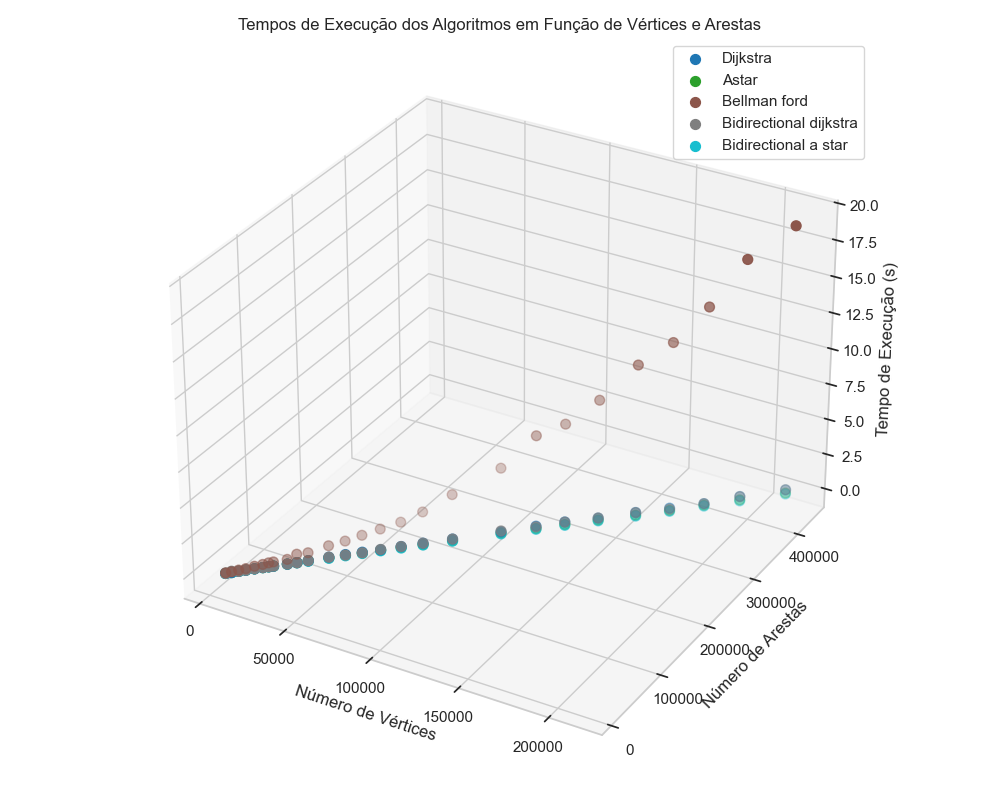 Tempos de Execução dos Algoritmos em Função de Vértices e Arestas
Dijkstra
Astar
Bellman ford
Bidirectional dijkstra
Bidirectional a star
20.0
17.5
15.0
12.5
10.0
7.5
5.0
2.5
0.0
Tempo de Execução (s)
400000
300000
200000
100000
0
Número de Arestas
0
50000
100000
150000
200000
Número de Vértices